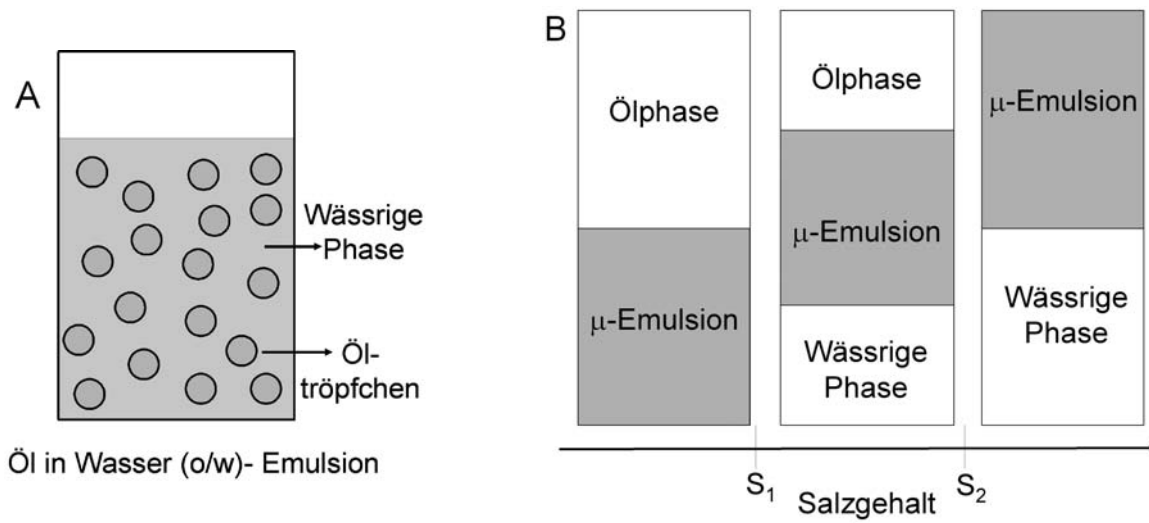 A
Wässrige
Phase
Öl-
tröpfchen
Öl in Wasser (o/w)- Emulsion
B
Ölphase
μ-Emulsion
Ölphase
μ-Emulsion
Wässrige
Phase
μ-Emulsion
Wässrige
Phase
S₁
Salzgehalt
S₂